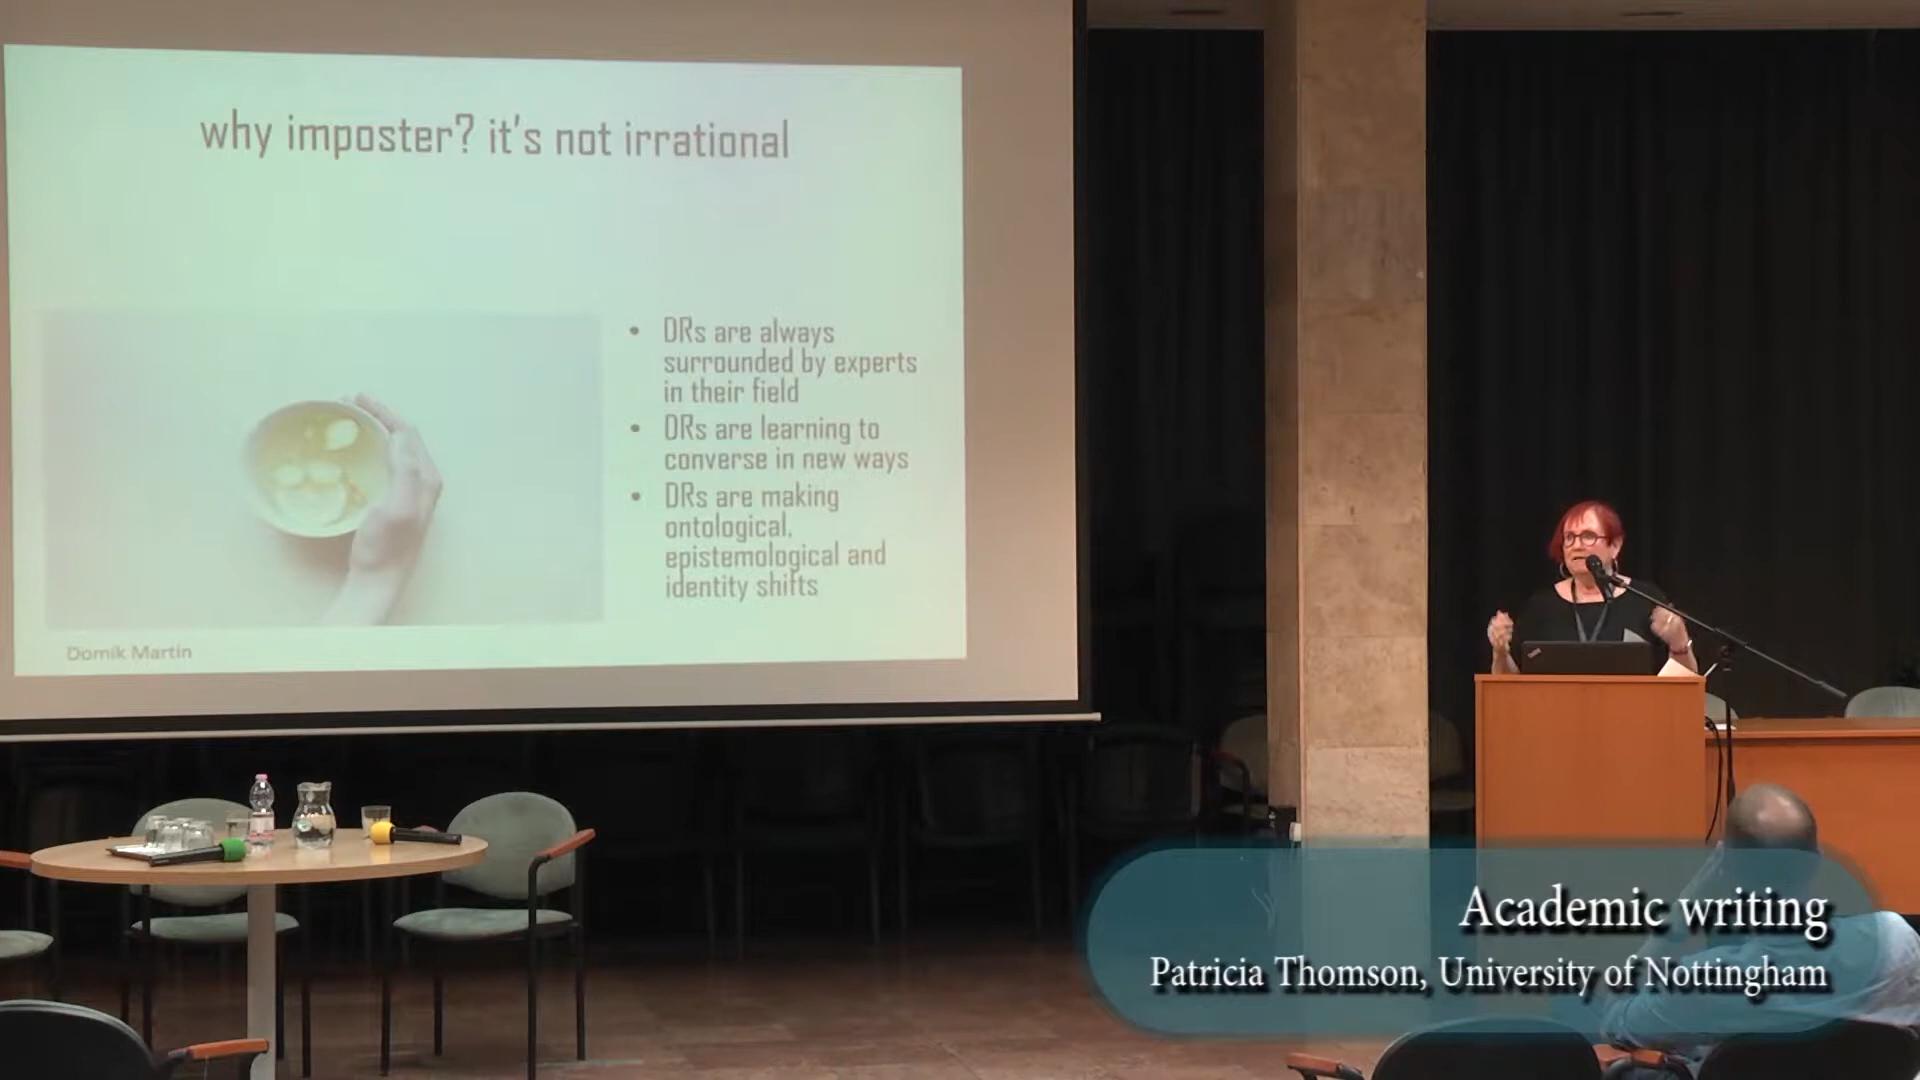 why imposter? it's not irrational
• DRs are always
surrounded by experts
in their field
• DRs are learning to
converse in new ways
• DRs are making
ontological,
epistemological and
identity shifts
Domik Martin
Academic writing
Patricia Thomson, University of Nottingham